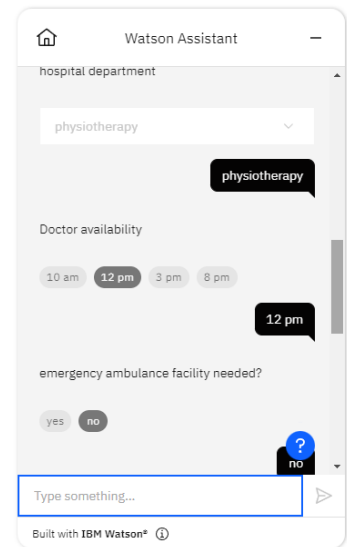 Watson Assistant
hospital department
physiotherapy
physiotherapy
Doctor availability
10 am 12 pm 3 pm 8 pm
12 pm
emergency ambulance facility needed?
yes no
?
no
Type something...
Built with IBM Watson®